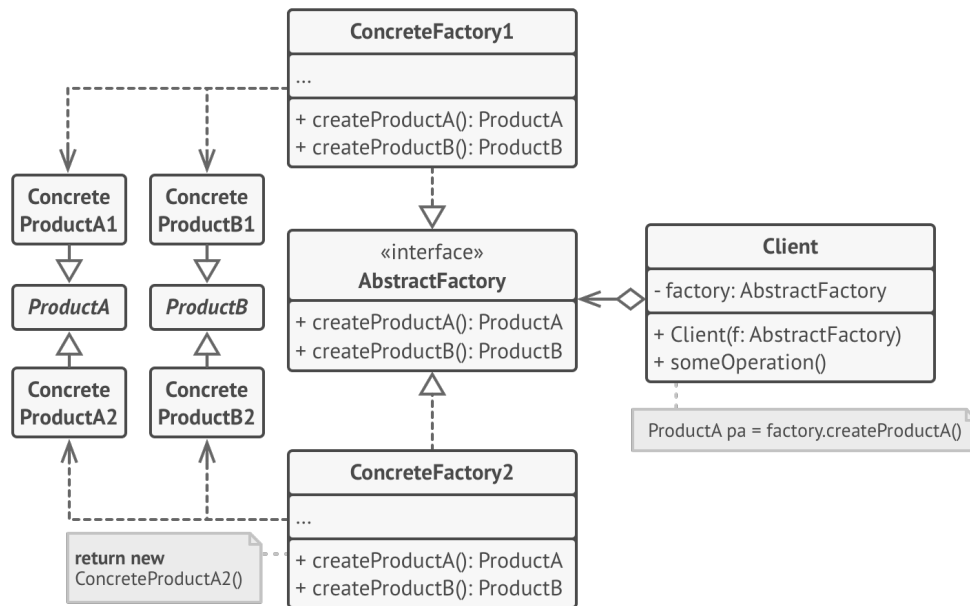 ConcreteFactory1
...
+ createProductA(): ProductA
+ createProductB(): ProductB
Concrete
ProductA1
Concrete
ProductB1
ProductA
ProductB
Concrete
ProductA2
Concrete
ProductB2
«interface»
AbstractFactory
+ createProductA(): ProductA
+ createProductB(): ProductB
Client
- factory: AbstractFactory
+ Client(f: AbstractFactory)
+ someOperation()
ProductA pa = factory.createProductA()
ConcreteFactory2
...
+ createProductA(): ProductA
+ createProductB(): ProductB
return new
ConcreteProductA2()